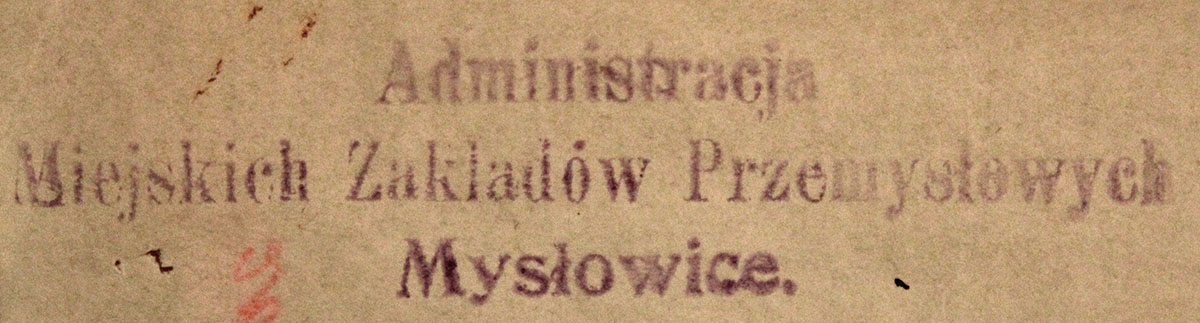 Administracja
Miejskich Zakładów Przemysłowych
Mysłowice.